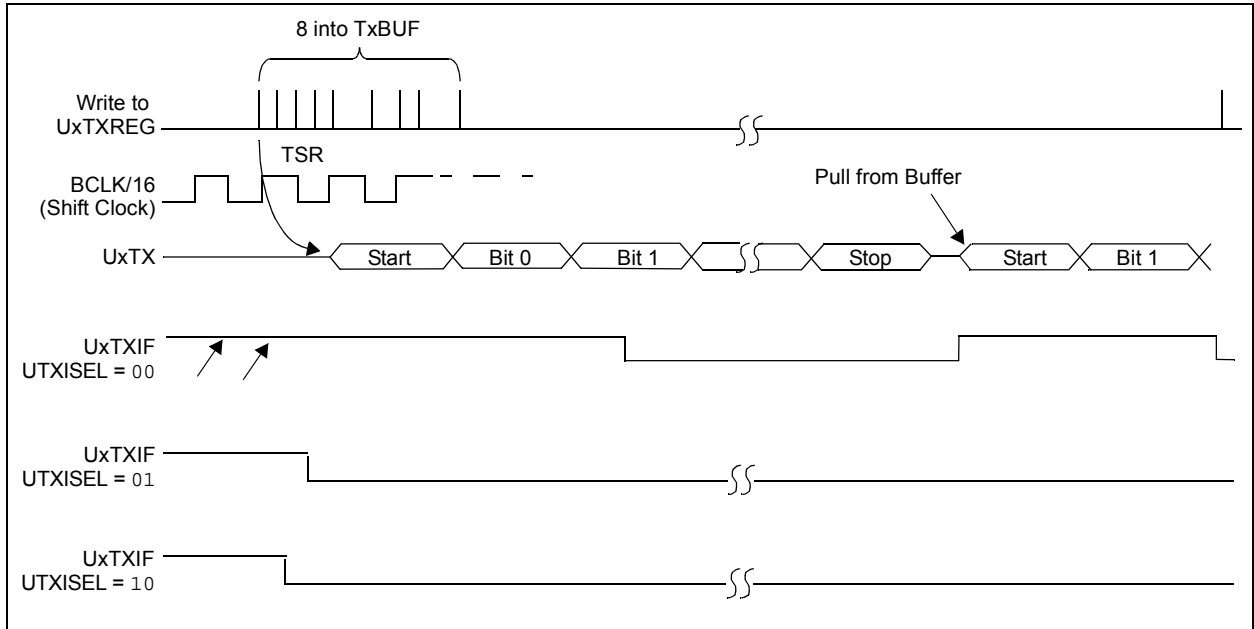 8 into TxBUF
Write to
UxTXREG
TSR
BCLK/16
(Shift Clock)
Pull from Buffer
UxTX
Start
Bit 0
Bit 1
Stop
Start
Bit 1
UxTXIF
UTXISEL = 00
UxTXIF
UTXISEL = 01
UxTXIF
UTXISEL = 10